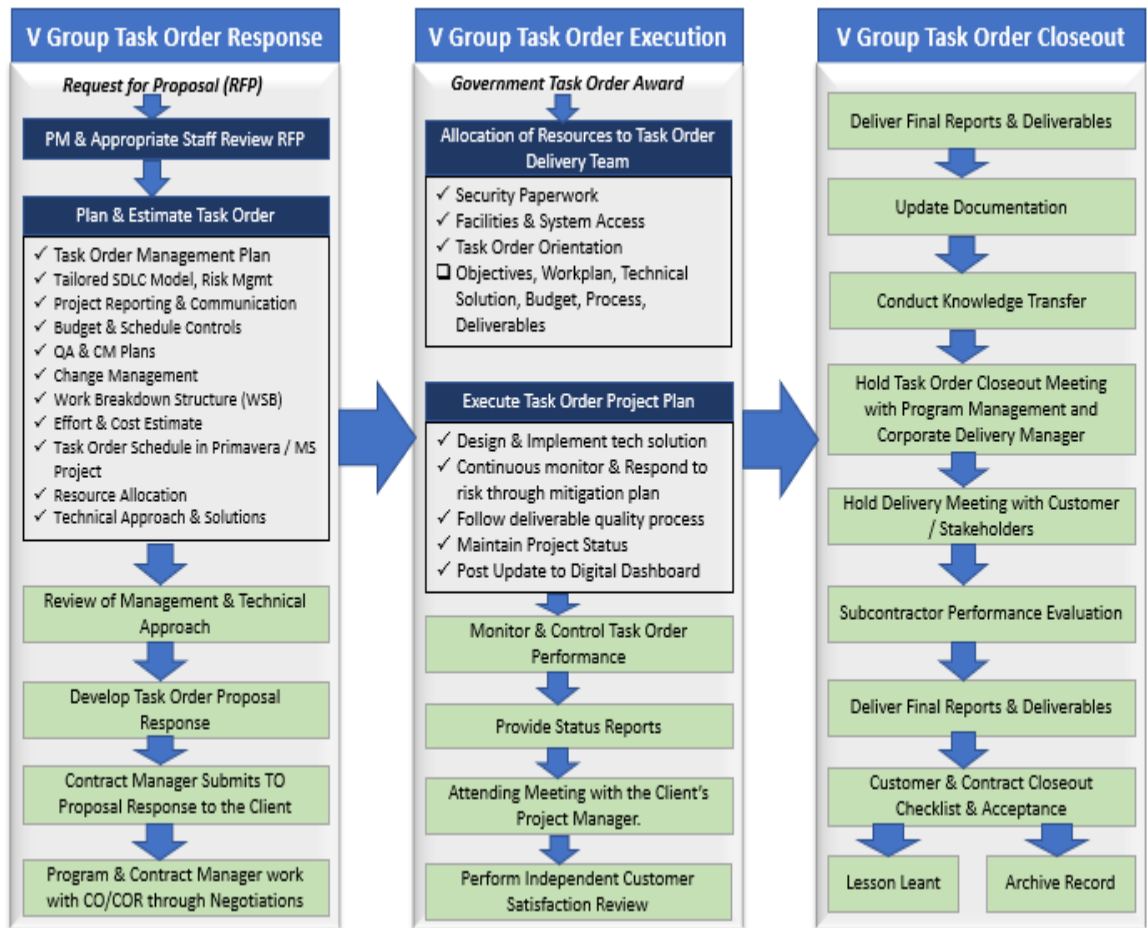 V Group Task Order Response
Request for Proposal (RFP)
PM & Appropriate Staff Review RFP
Plan & Estimate Task Order
✓ Task Order Management Plan
✓ Tailored SDLC Model, Risk Mgmt
✓ Project Reporting & Communication
✓ Budget & Schedule Controls
✓ QA & CM Plans
✓ Change Management
✓ Work Breakdown Structure (WSB)
✓ Effort & Cost Estimate
✓ Task Order Schedule in Primavera / MS
Project
✓ Resource Allocation
✓ Technical Approach & Solutions
Review of Management & Technical
Approach
Develop Task Order Proposal
Response
Contract Manager Submits TO
Proposal Response to the Client
Program & Contract Manager work
with CO/COR through Negotiations
V Group Task Order Execution
Government Task Order Award
Allocation of Resources to Task Order
Delivery Team
✓ Security Paperwork
✓ Facilities & System Access
✓ Task Order Orientation
❑ Objectives, Workplan, Technical
Solution, Budget, Process,
Deliverables
Execute Task Order Project Plan
✓ Design & Implement tech solution
✓ Continuous monitor & Respond to
risk through mitigation plan
✓ Follow deliverable quality process
✓ Maintain Project Status
✓ Post Update to Digital Dashboard
Monitor & Control Task Order
Performance
Provide Status Reports
Attending Meeting with the Client's
Project Manager.
Perform Independent Customer
Satisfaction Review
V Group Task Order Closeout
Deliver Final Reports & Deliverables
Update Documentation
Conduct Knowledge Transfer
Hold Task Order Closeout Meeting
with Program Management and
Corporate Delivery Manager
Hold Delivery Meeting with Customer
/ Stakeholders
Subcontractor Performance Evaluation
Deliver Final Reports & Deliverables
Customer & Contract Closeout
Checklist & Acceptance
Lesson Leant
Archive Record